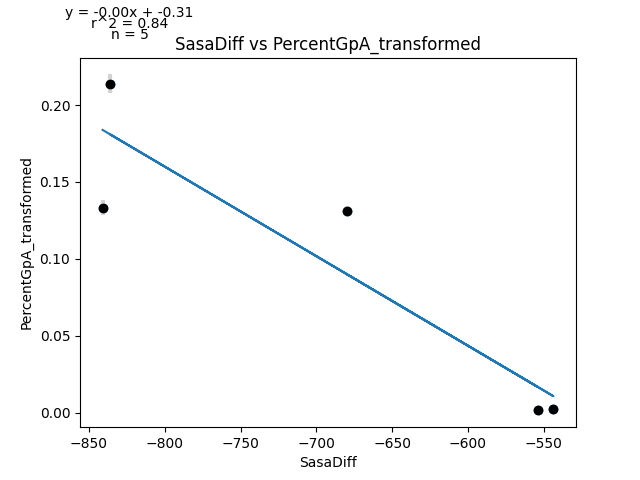 y = -0.00x + -0.31
r^2 = 0.84
n = 5
SasaDiff vs PercentGpA_transformed
PercentGpA_transformed
0.20
0.15
0.10
0.05
0.00
−850
−800
−750
−700
−650
−600
−550
SasaDiff